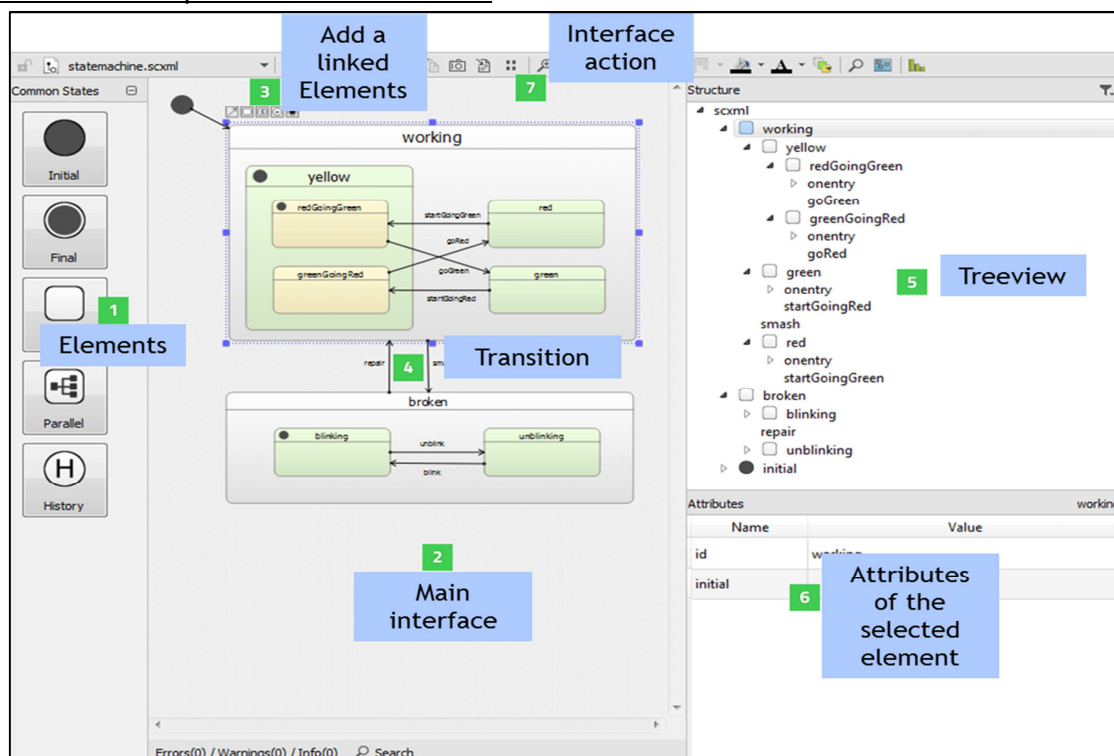 Add a
linked
Elements
Interface
action
statemachine.scxml
3
7
Common States
Structure
Initial
Final
1
Elements
Parallel
H
History
working
yellow
redGoingGreen
startGoingGreen
red
goRed
greenGoingRed
goGreen
green
startGoingRed
repair
4
Transition
broken
blinking
unblink
unblinking
blink
2
Main
interface
scxml
working
yellow
redGoingGreen
onentry
goGreen
greenGoingRed
onentry
goRed
green
5
Treeview
onentry
startGoingRed
smash
red
onentry
startGoingGreen
broken
blinking
repair
unblinking
initial
Attributes
Name
Value
id
initial
6
Attributes
of the
selected
element
Errors(0) / Warnings(0) / Info(0)
Search